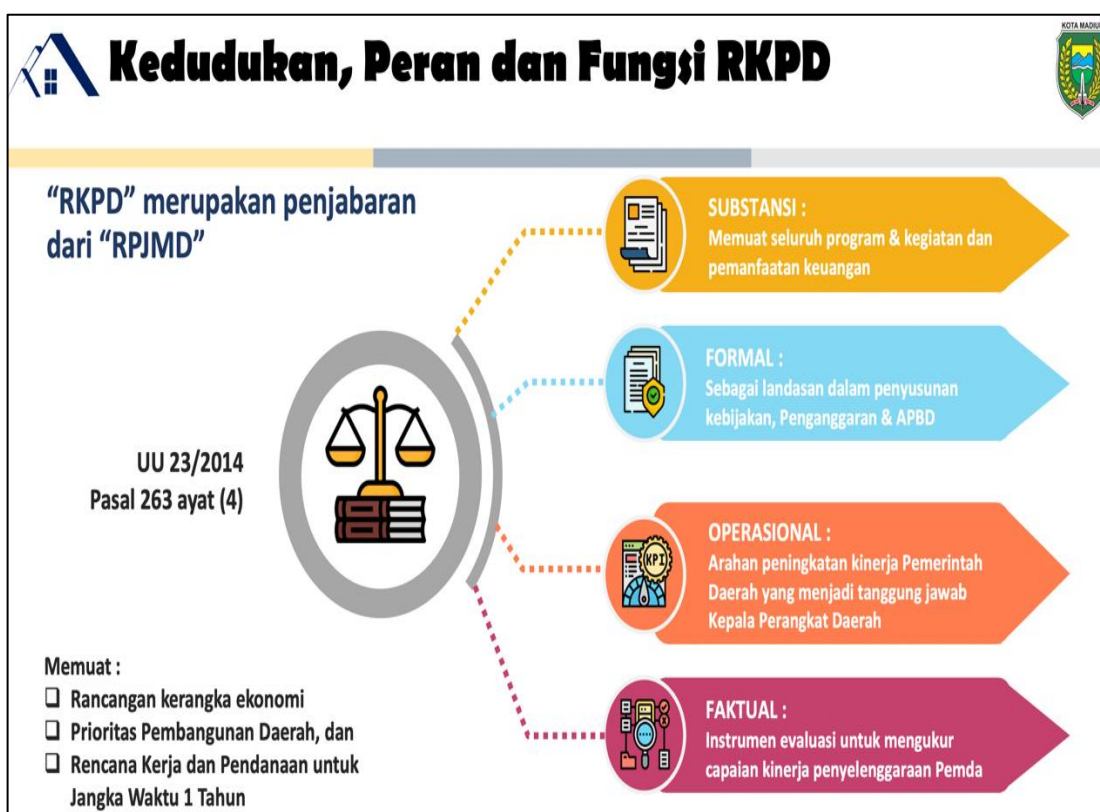 Kedudukan, Peran dan Fungsi RKPD
KOTA MADIUN
“RKPD” merupakan penjabaran
dari “RPJMD”
UU 23/2014
Pasal 263 ayat (4)
Memuat :
Rancangan kerangka ekonomi
Prioritas Pembangunan Daerah, dan
Rencana Kerja dan Pendanaan untuk
Jangka Waktu 1 Tahun
SUBSTANSI :
Memuat seluruh program & kegiatan dan
pemanfaatan keuangan
FORMAL :
Sebagai landasan dalam penyusunan
kebijakan, Penganggaran & APBD
KPI
OPERASIONAL :
Arahan peningkatan kinerja Pemerintah
Daerah yang menjadi tanggung jawab
Kepala Perangkat Daerah
FAKTUAL :
Instrumen evaluasi untuk mengukur
capaian kinerja penyelenggaraan Pemda